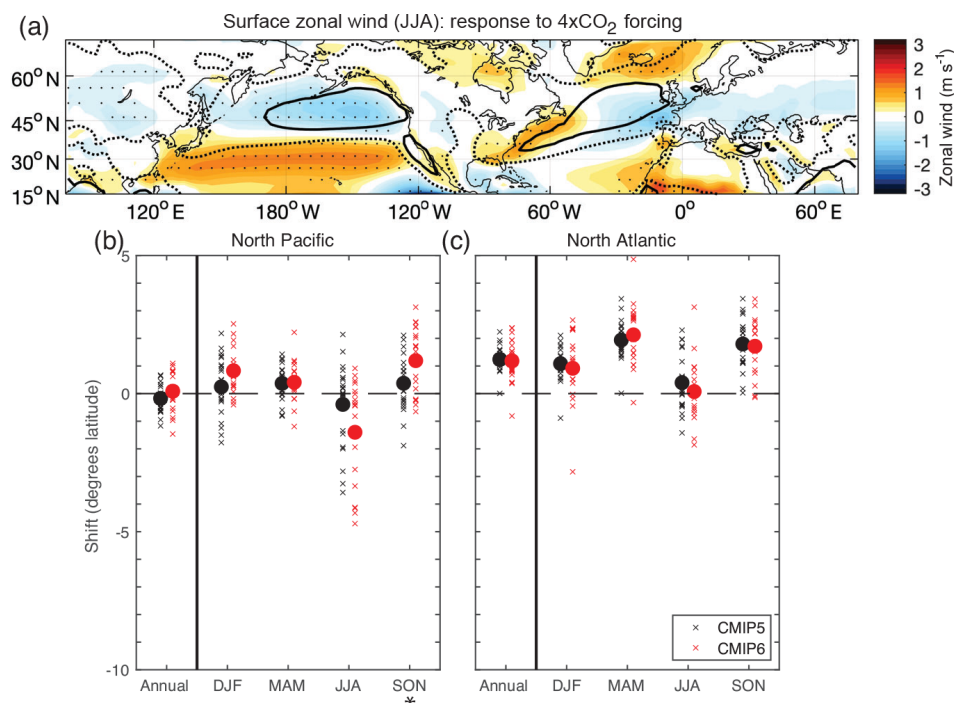 (a)
Surface zonal wind (JJA): response to 4xCO2 forcing
60°N
45°N
30°N
15°N
120°E
180°W
120°W
60°W
0°
60°E
3
2
1
0
-1
-2
-3
Zonal wind (m s-1)
(b)
North Pacific
5
0
-5
-10
Shift (degrees latitude)
Annual
DJF
MAM
JJA
SON
*
(c)
North Atlantic
CMIP5
CMIP6
Annual
DJF
MAM
JJA
SON